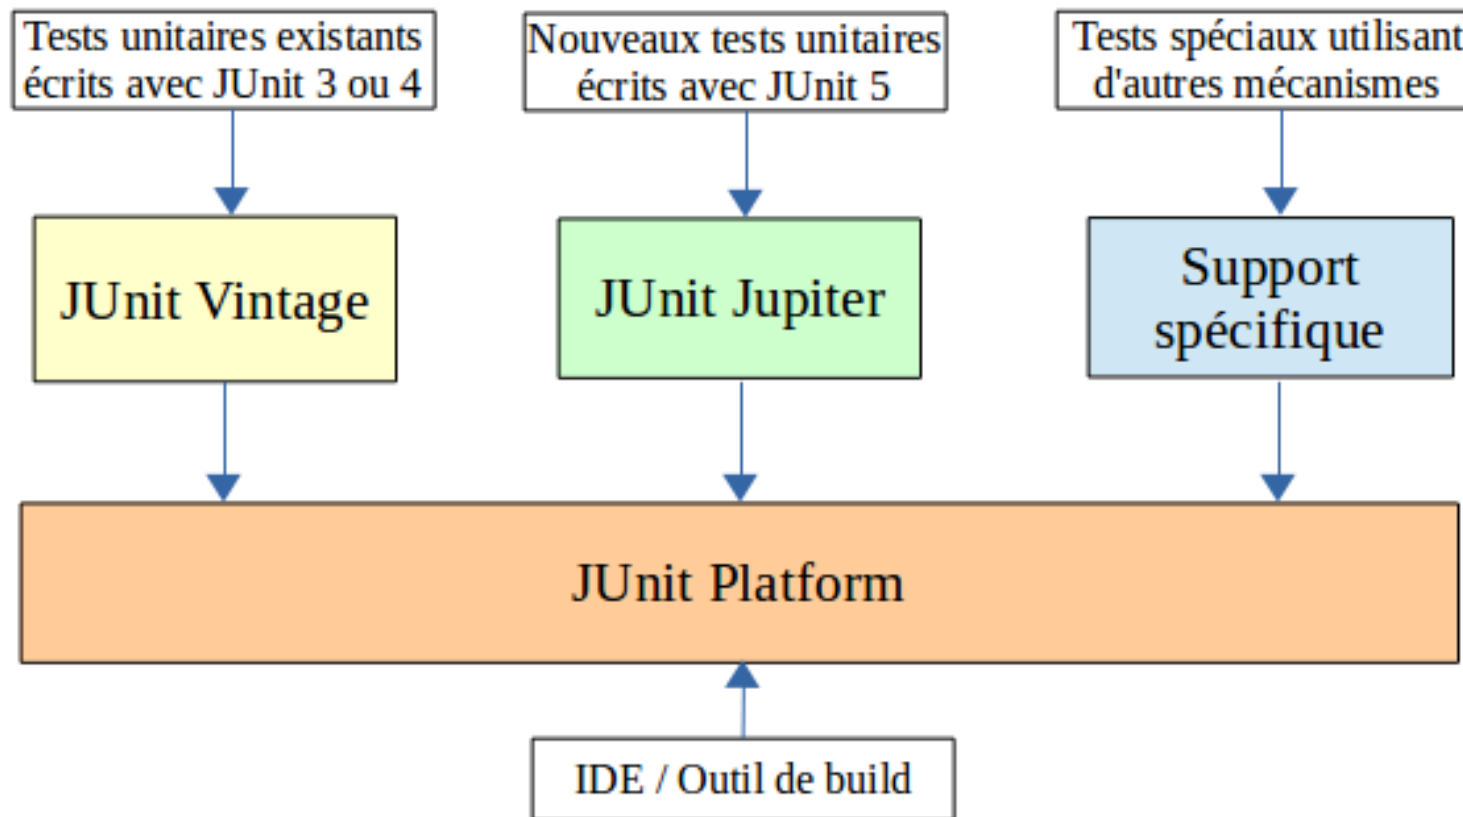 Tests unitaires existants
écrits avec JUnit 3 ou 4
Nouveaux tests unitaires
écrits avec JUnit 5
Tests spéciaux utilisant
d'autres mécanismes
JUnit Vintage
JUnit Jupiter
Support
spécifique
JUnit Platform
IDE / Outil de build